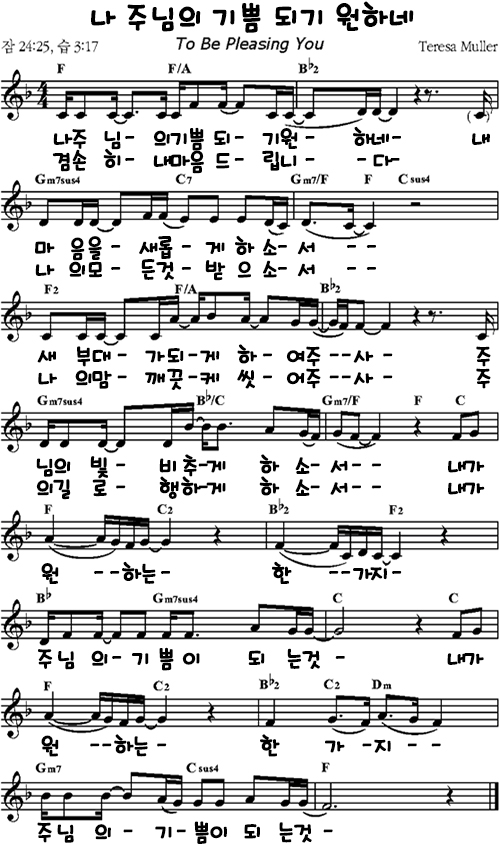 나 주님의 기쁨 되기 원하네
잠 24:25, 습 3:17 To Be Pleasing You Teresa Muller
F F/A B♭2
나주 님- 의기쁨되- 기원- 하네- 내
겸손 히- 내마음드- 립니- 다-
Gm7sus4 C7 Gm7/F F Csus4
마 음을- 새롭- 게 하 소- 서 - -
나 의모- 든것- 받 으 소- 서 - -
F2 F/A B♭2
새 부대- 가되-게 하- 여주--사- 주
나 의맘- 깨끗-케 씻- 어주--사- 주
Gm7sus4 B♭/C Gm7/F F C
님의 빛- 비 추-게 하 소- 서-- 내가
의길 로- 행하-게 하 소- 서-- 내가
F C2 B♭2 F2
원 --하는- 한 --가지-
B♭ Gm7sus4 C2 C
주님 의-기 쁨이 되 는것- 내가
F C2 B♭2 C2 Dm
원 --하는- 한 가-지--
Gm7 Csus4 F
주님 의- 기-쁨이 되 는것-